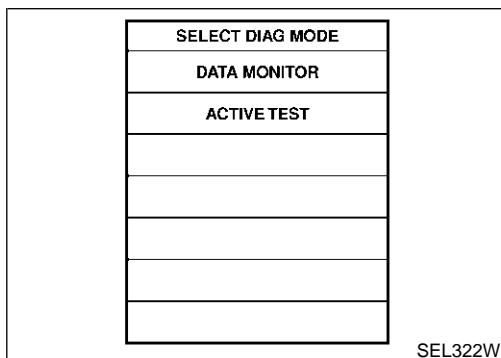 SELECT DIAG MODE
DATA MONITOR
ACTIVE TEST
SEL322W